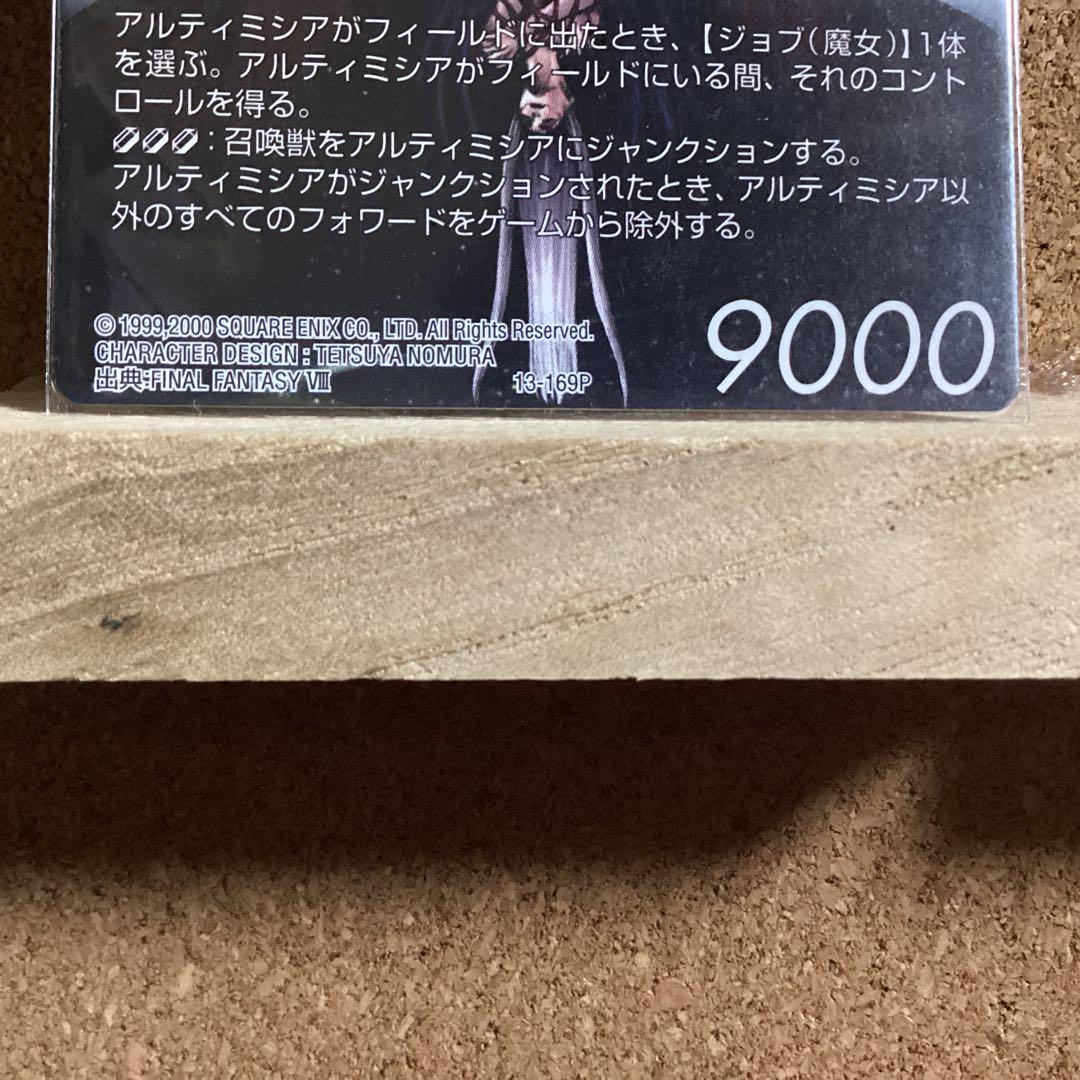 アルティミシアがフィールドに出たとき、【ジョブ(魔女)】1体
を選ぶ。アルティミシアがフィールドにいる間、それのコント
ロールを得る。
：召喚獣をアルティミシアにジャンクションする。
アルティミシアがジャンクションされたとき、アルティミシア以
外のすべてのフォワードをゲームから除外する。
© 1999,2000 SQUARE ENIX CO., LTD. All Rights Reserved.
CHARACTER DESIGN : TETSUYA NOMURA
出典:FINAL FANTASY VIII 13-169P
9000